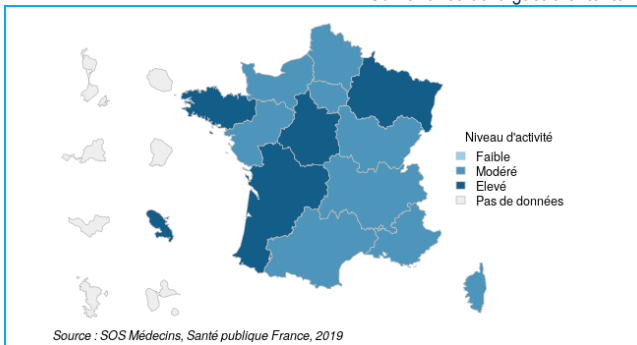 Niveau d'activité
Faible
Modéré
Elevé
Pas de données
Source : SOS Médecins, Santé publique France, 2019